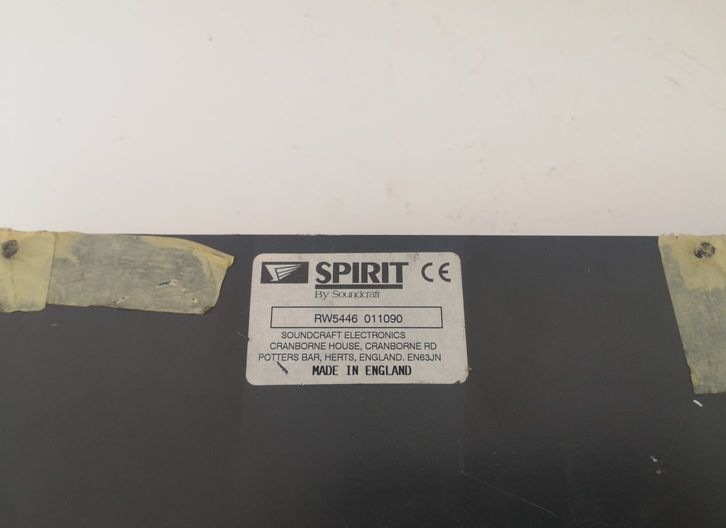 SPIRIT CE
By Soundcraft
RW5446 011090
SOUNDCRAFT ELECTRONICS
CRANBORNE HOUSE, CRANBORNE RD
POTTERS BAR, HERTS, ENGLAND. EN63JN
MADE IN ENGLAND